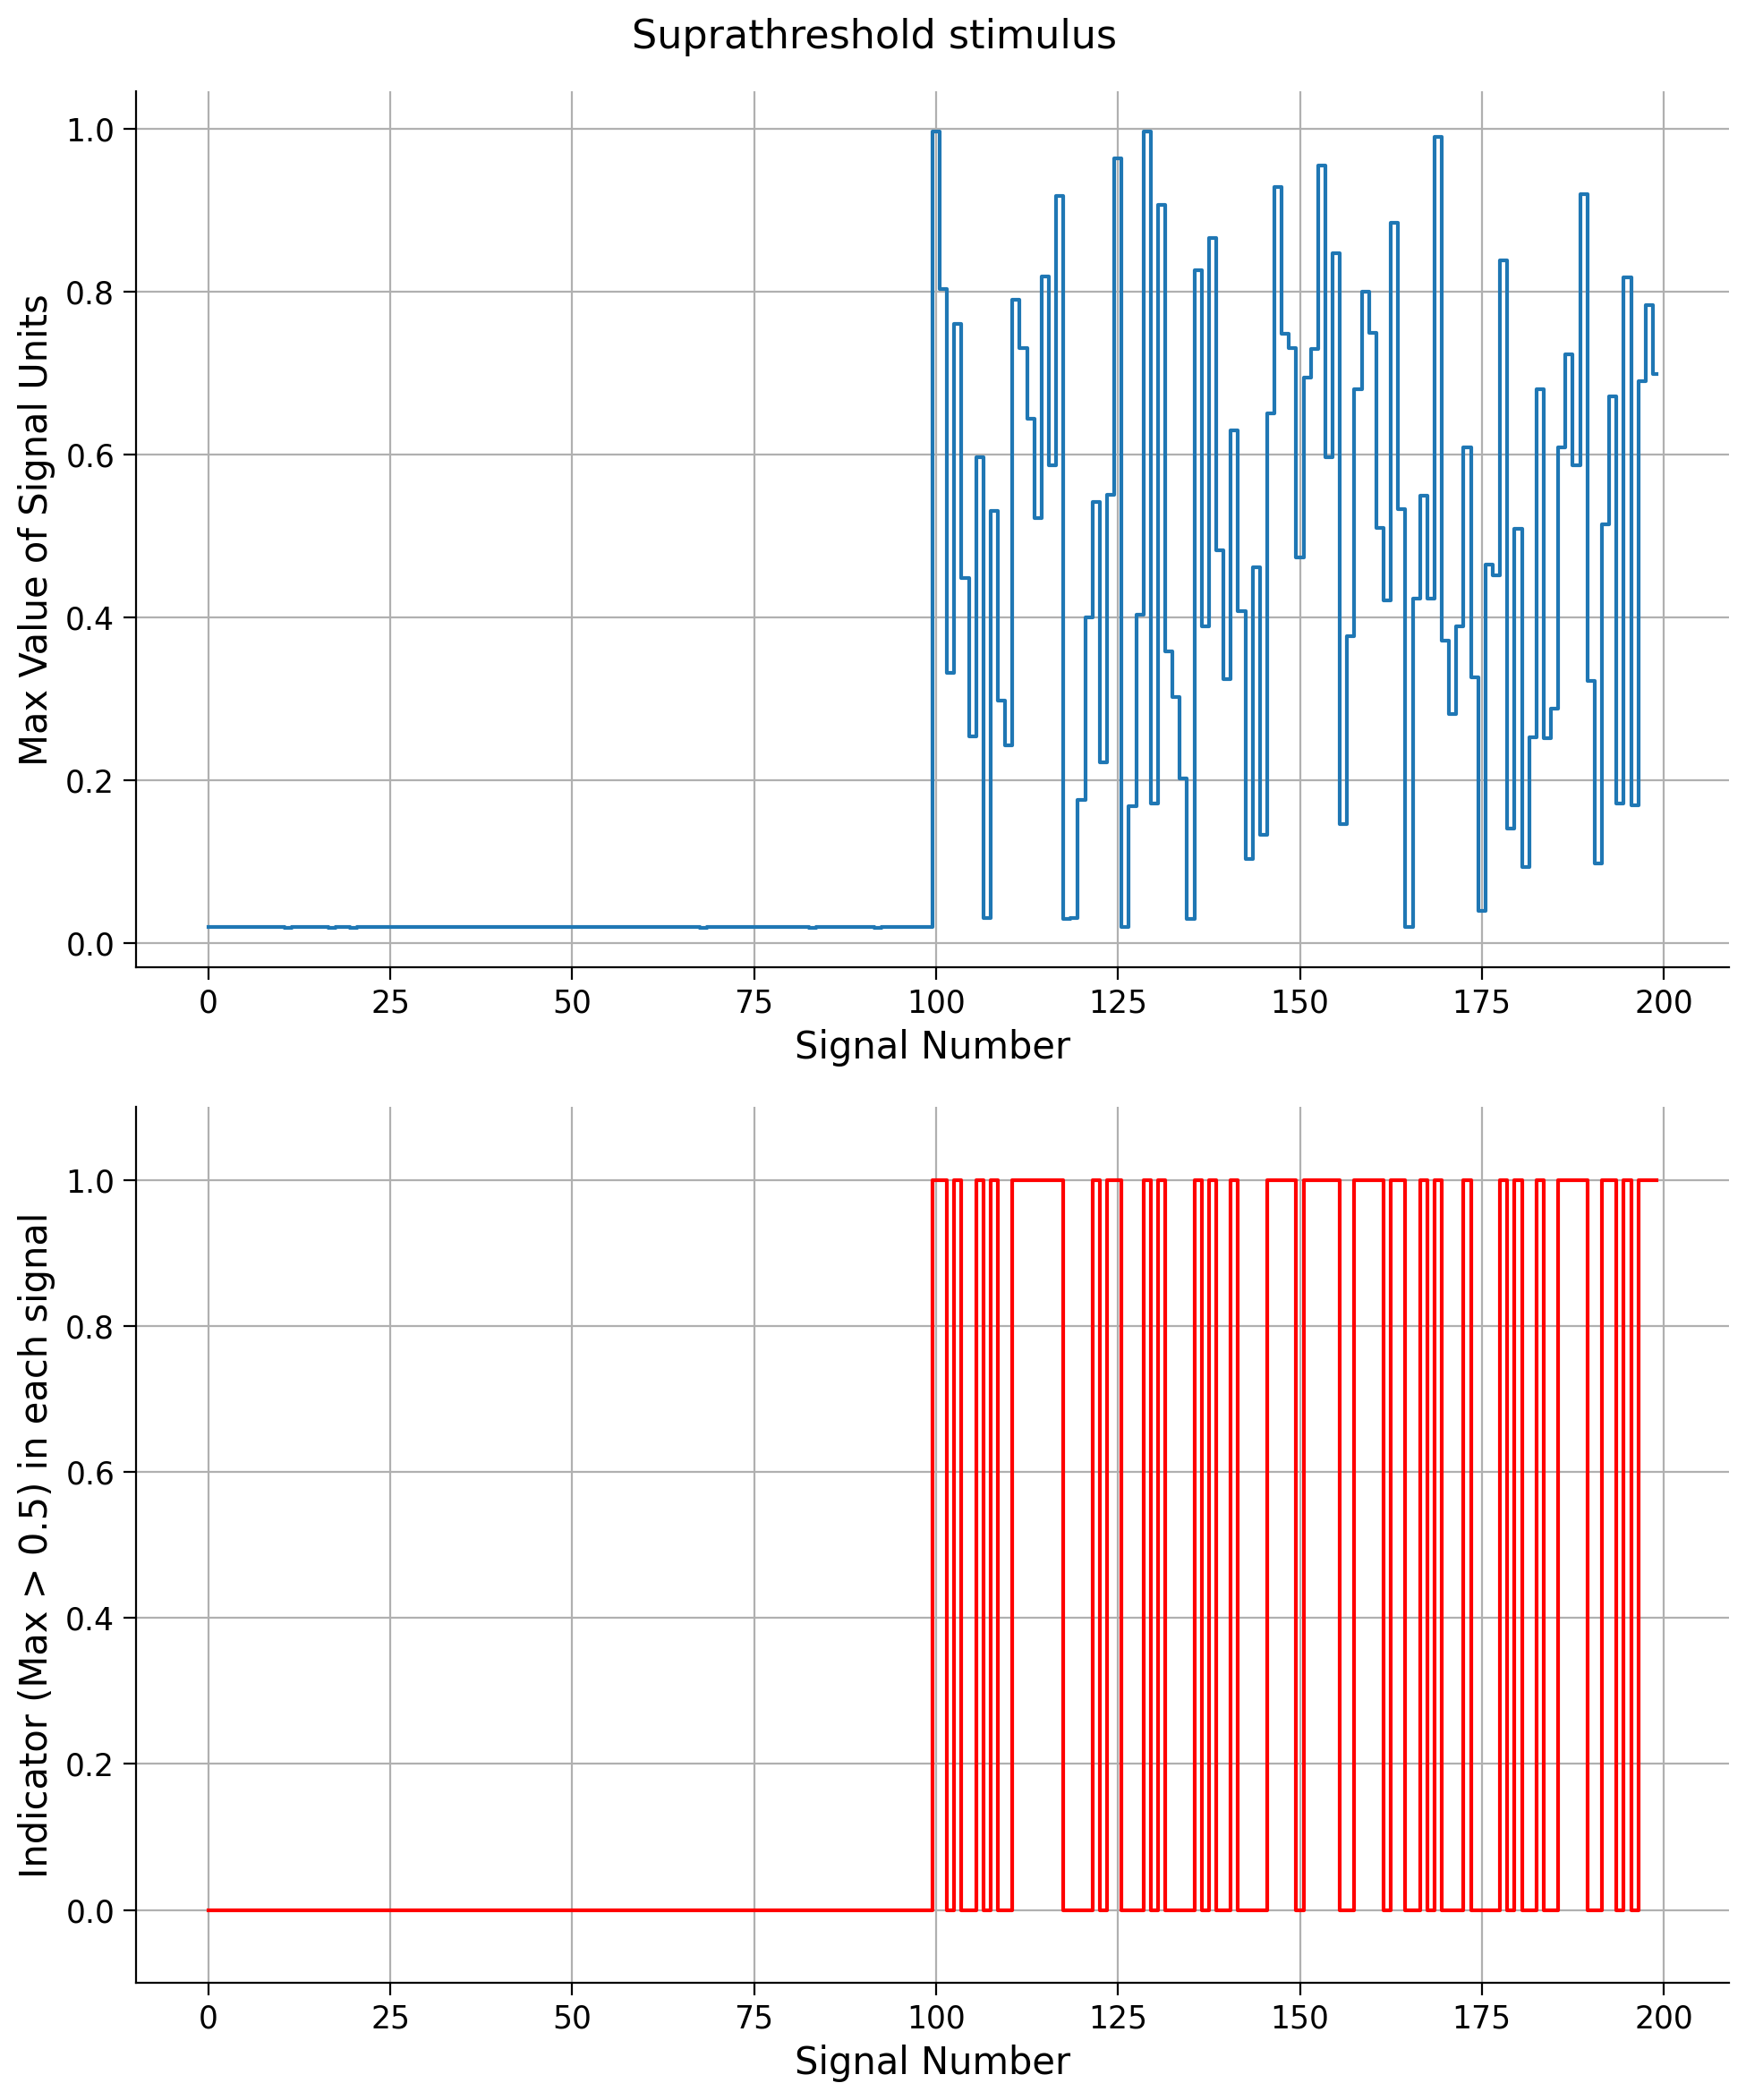 Suprathreshold stimulus
Max Value of Signal Units
1.0
0.8
0.6
0.4
0.2
0.0
0 25 50 75 100 125 150 175 200
Signal Number
Indicator (Max > 0.5) in each signal
1.0
0.8
0.6
0.4
0.2
0.0
0 25 50 75 100 125 150 175 200
Signal Number